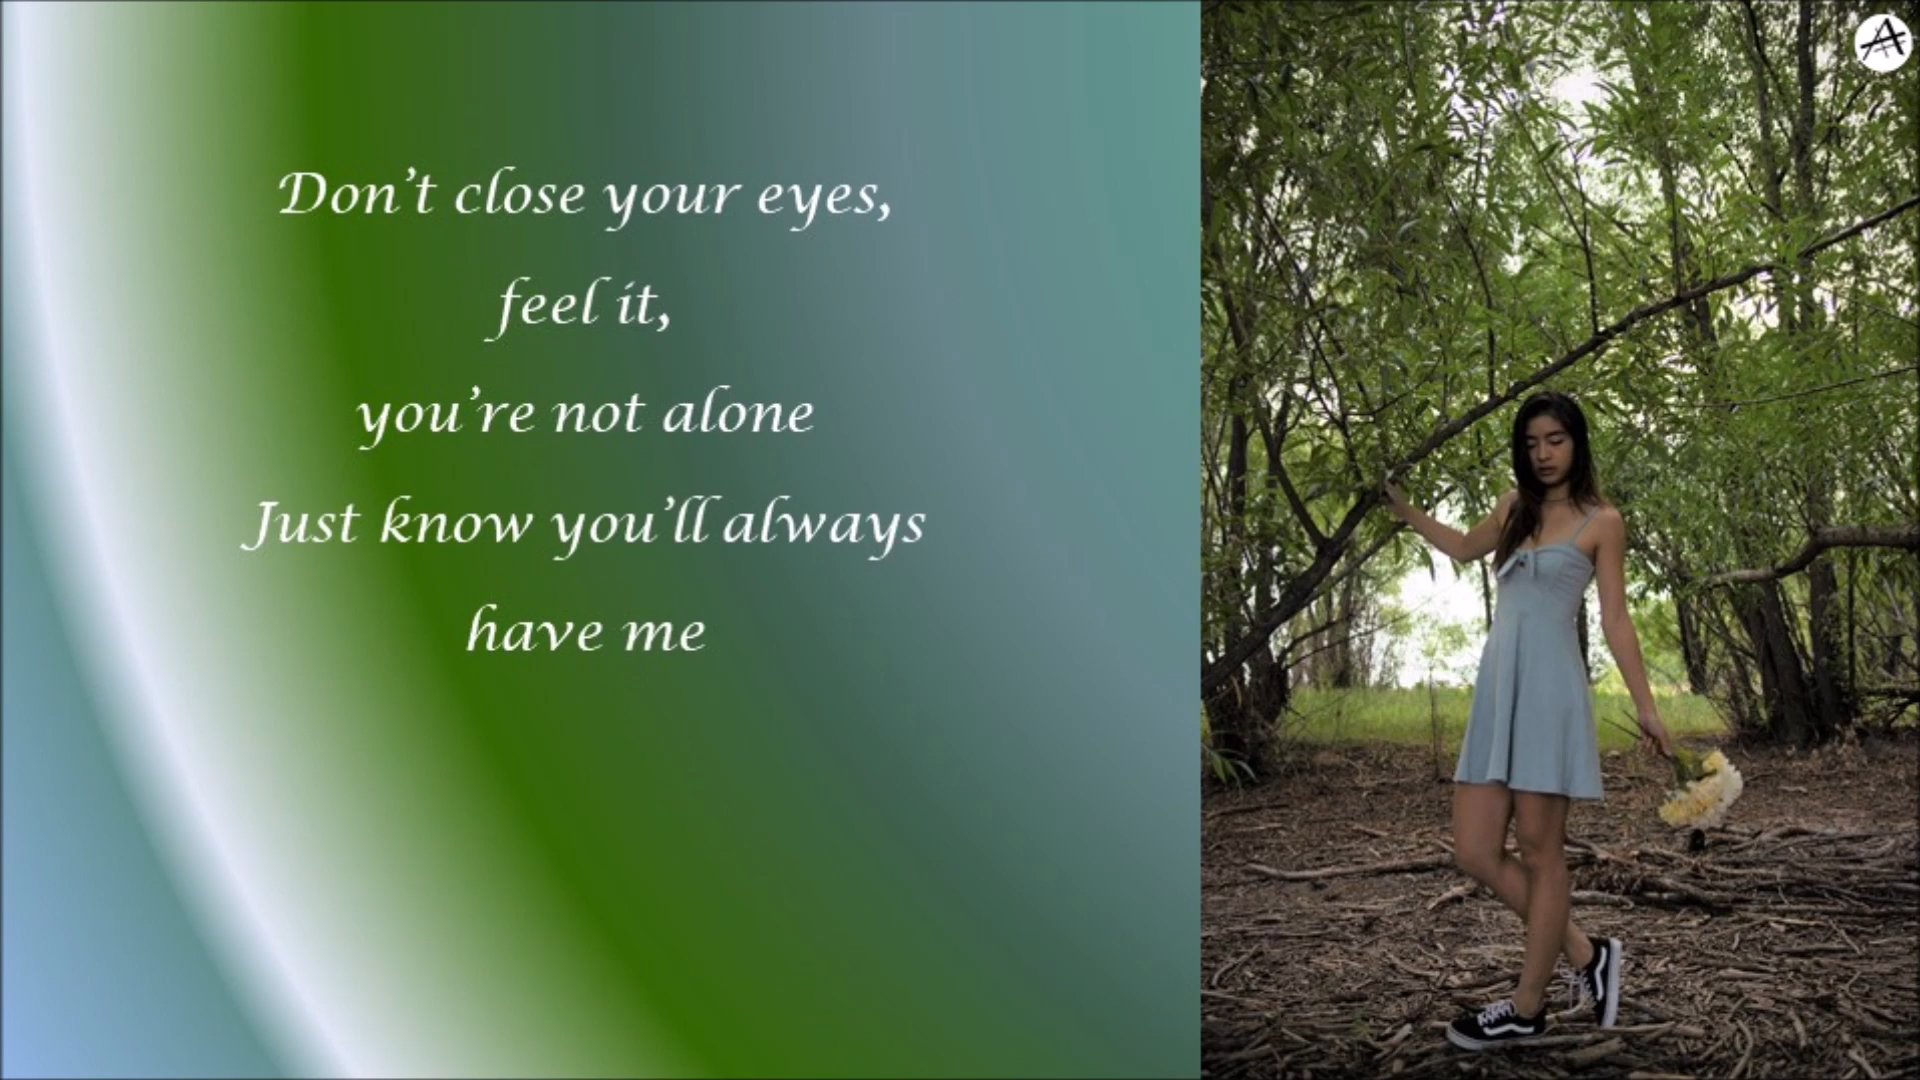 Don't close your eyes,
feel it,
you're not alone
Just know you'll always
have me